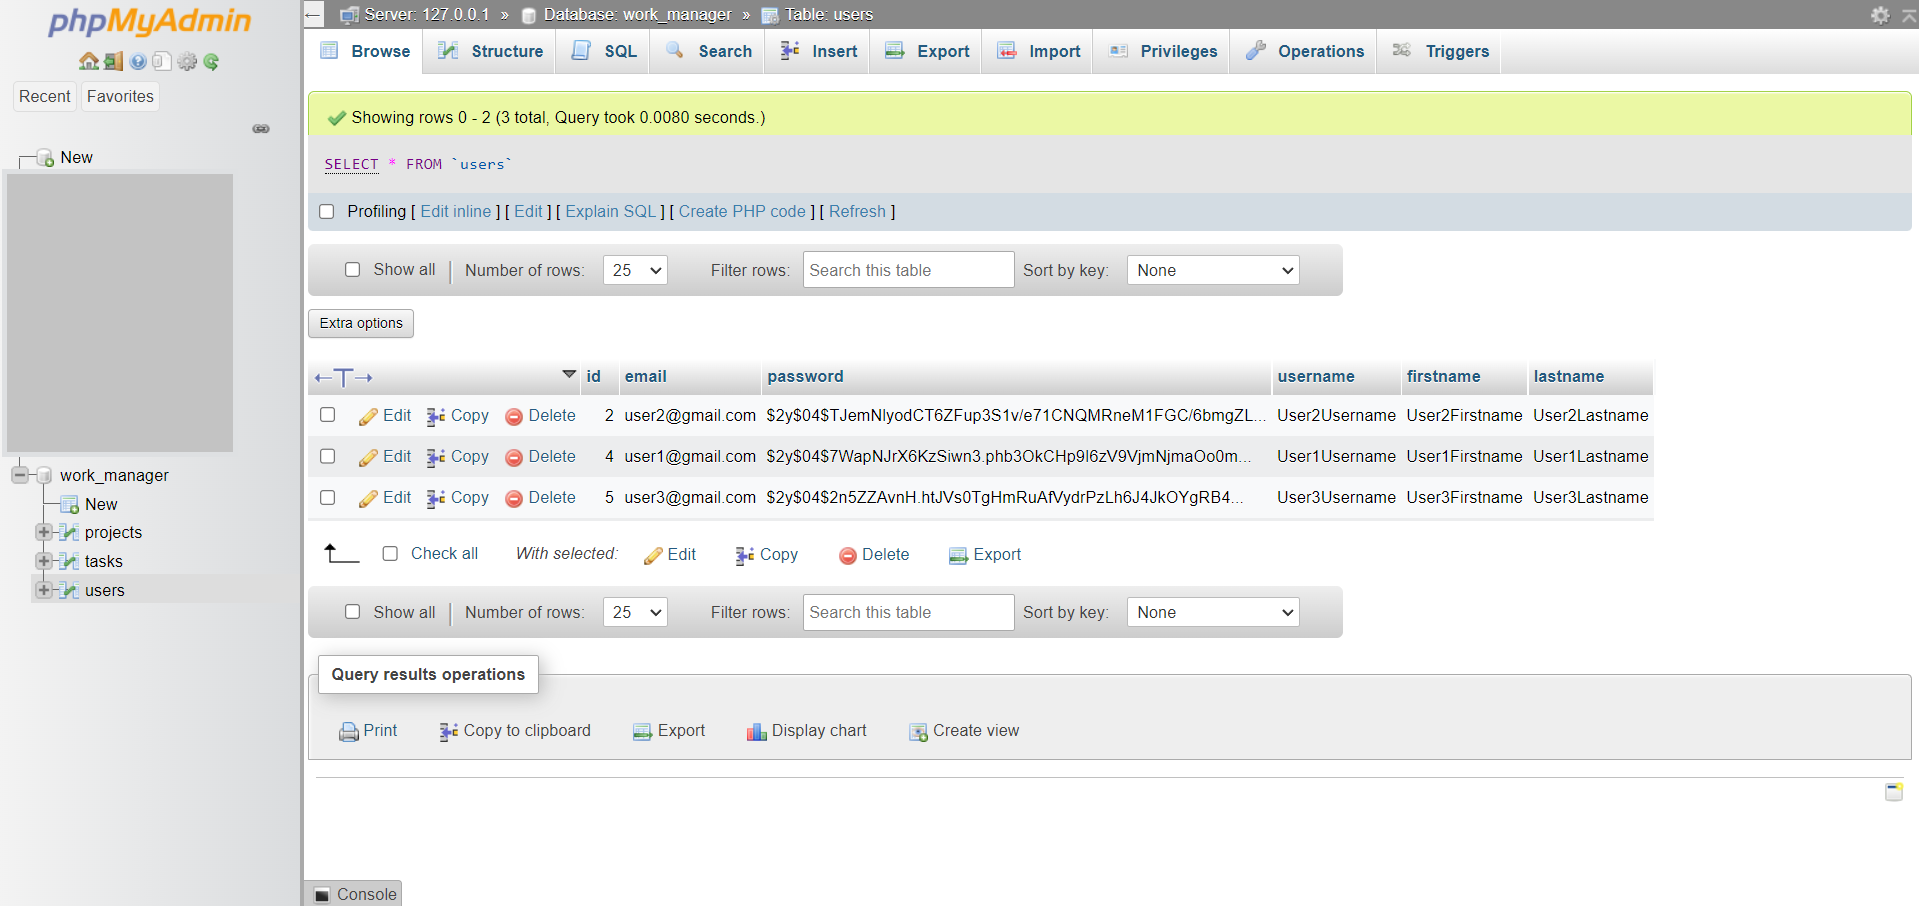 phpMyAdmin
Recent Favorites
New
work_manager
New
projects
tasks
users
Server: 127.0.0.1 » Database: work_manager » Table: users
Browse Structure SQL Search Insert Export Import Privileges Operations Triggers
Showing rows 0 - 2 (3 total, Query took 0.0080 seconds.)
SELECT * FROM `users`
Profiling [ Edit inline ] [ Edit ] [ Explain SQL ] [ Create PHP code ] [ Refresh ]
Show all Number of rows: 25 Filter rows: Search this table Sort by key: None
Extra options
←T→ id email password username firstname lastname
Edit Copy Delete 2 user2@gmail.com $2y$04$TJemNlyodCT6ZFup3S1v/e71CNQMRneM1FGC/6bmgZL... User2Username User2Firstname User2Lastname
Edit Copy Delete 4 user1@gmail.com $2y$04$7WapNJrX6KzSiwn3.phb3OkCHp9l6zV9VjmNjmaOo0m... User1Username User1Firstname User1Lastname
Edit Copy Delete 5 user3@gmail.com $2y$04$2n5ZZAvnH.htJVs0TgHmRuAfVydrPzLh6J4JkOYgRB4... User3Username User3Firstname User3Lastname
Check all With selected: Edit Copy Delete Export
Show all Number of rows: 25 Filter rows: Search this table Sort by key: None
Query results operations
Print Copy to clipboard Export Display chart Create view
Console